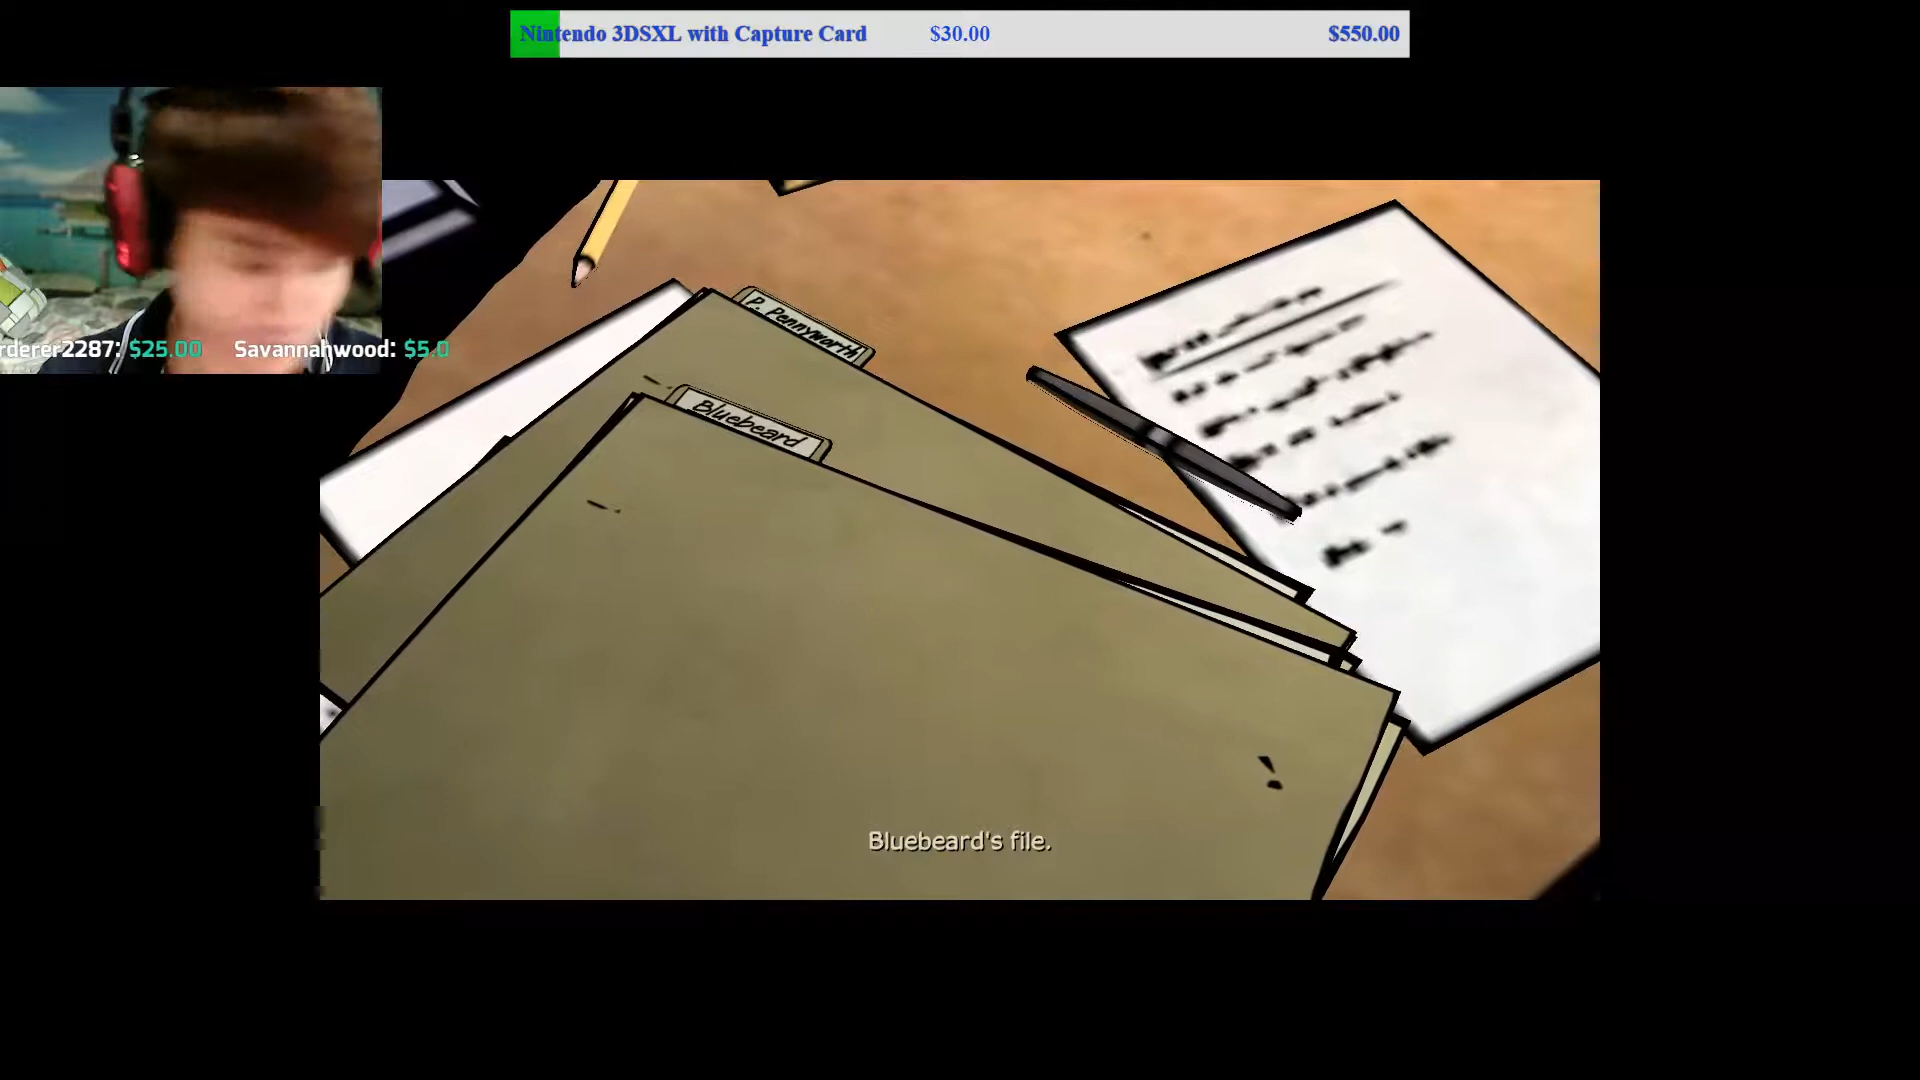 Nintendo 3DSXL with Capture Card $30.00 $550.00
rderer2287: $25.00 Savannahwood: $5.0
P. Pennyworth
Bluebeard
Bluebeard's file.